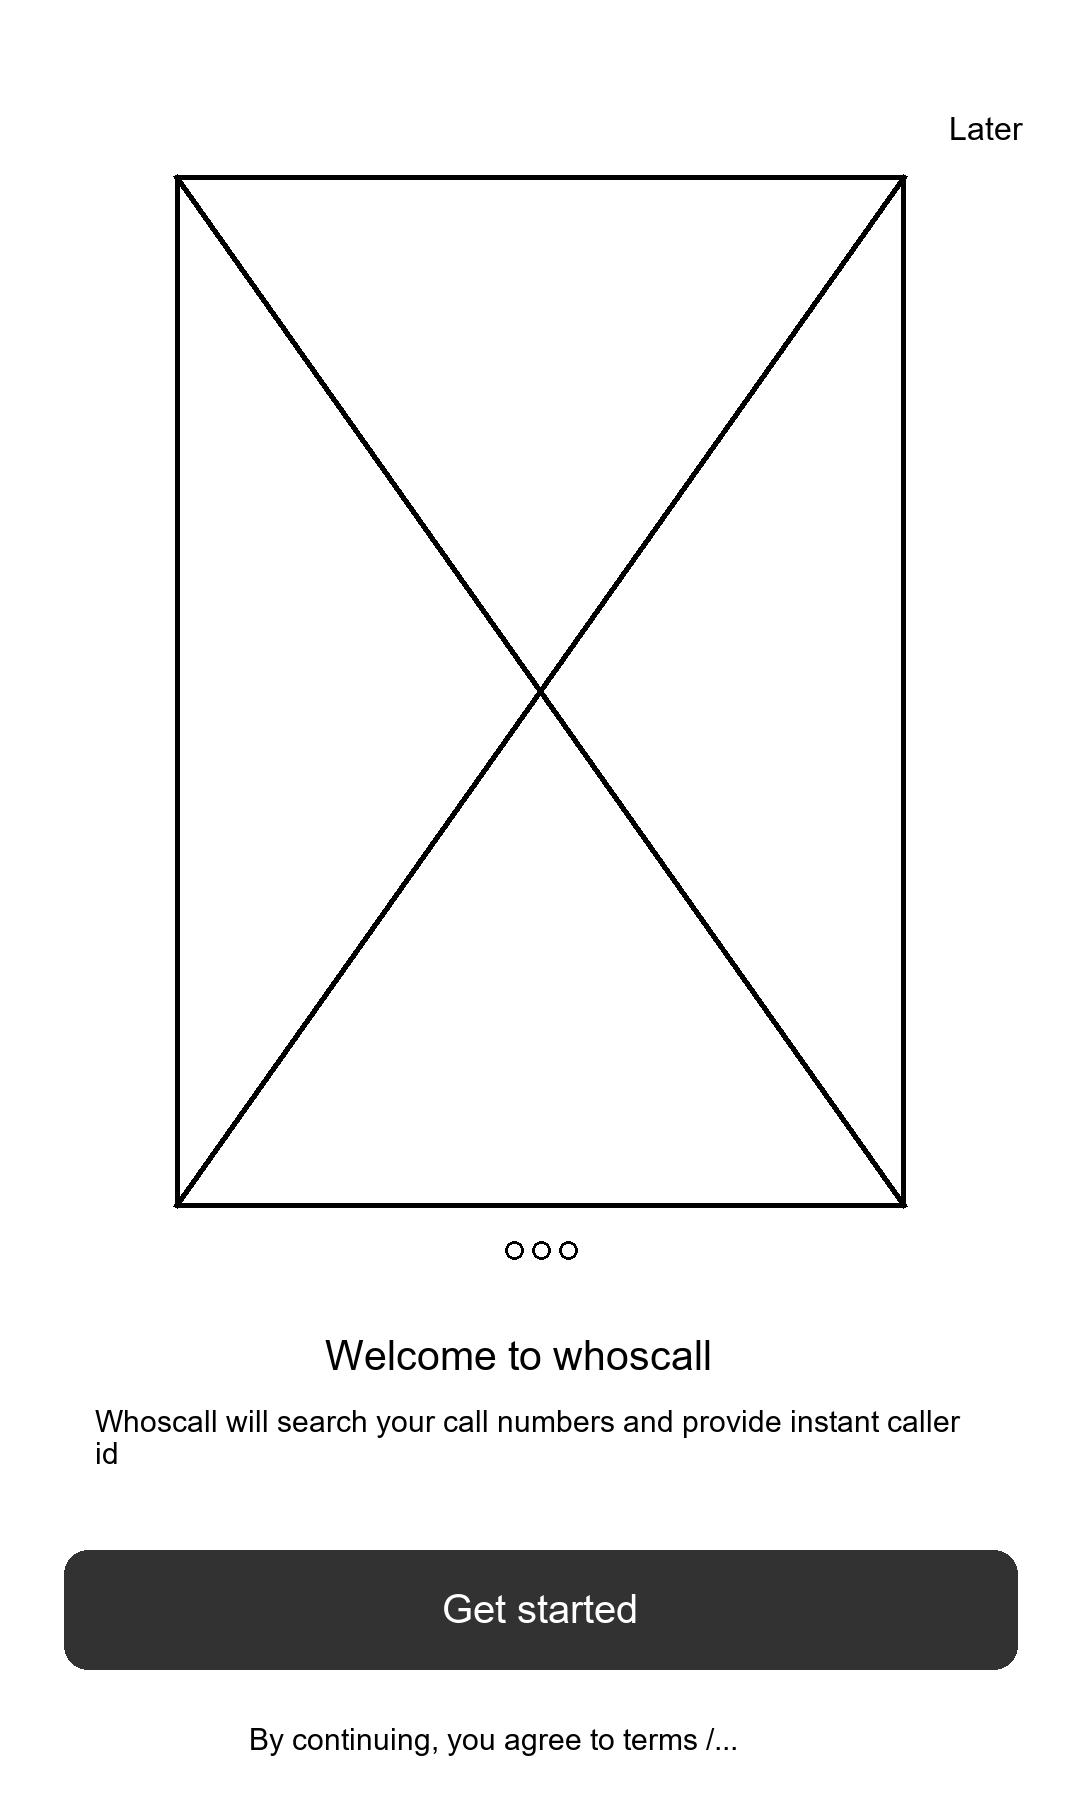 Later
Welcome to whoscall
Whoscall will search your call numbers and provide instant caller
id
Get started
By continuing, you agree to terms /...